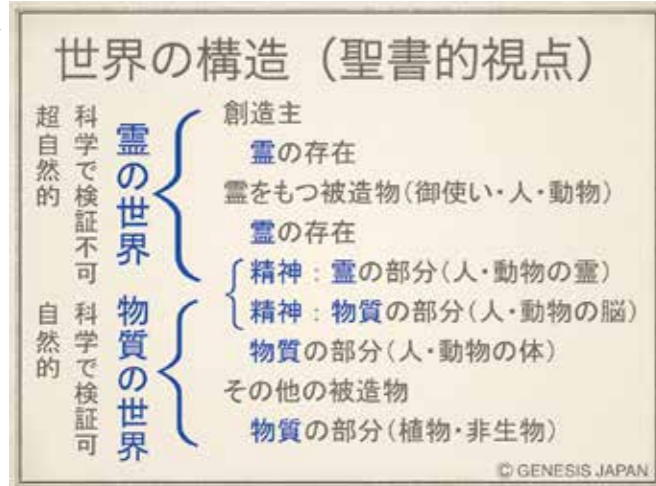 世界の構造（聖書的視点）
超自然的
科学で検証不可
霊の世界
創造主
霊の存在
霊をもつ被造物（御使い・人・動物）
霊の存在
精神：霊の部分（人・動物の霊）
自然的
科学で検証可
物質の世界
精神：物質の部分（人・動物の脳）
物質の部分（人・動物の体）
その他の被造物
物質の部分（植物・非生物）
© GENESIS JAPAN